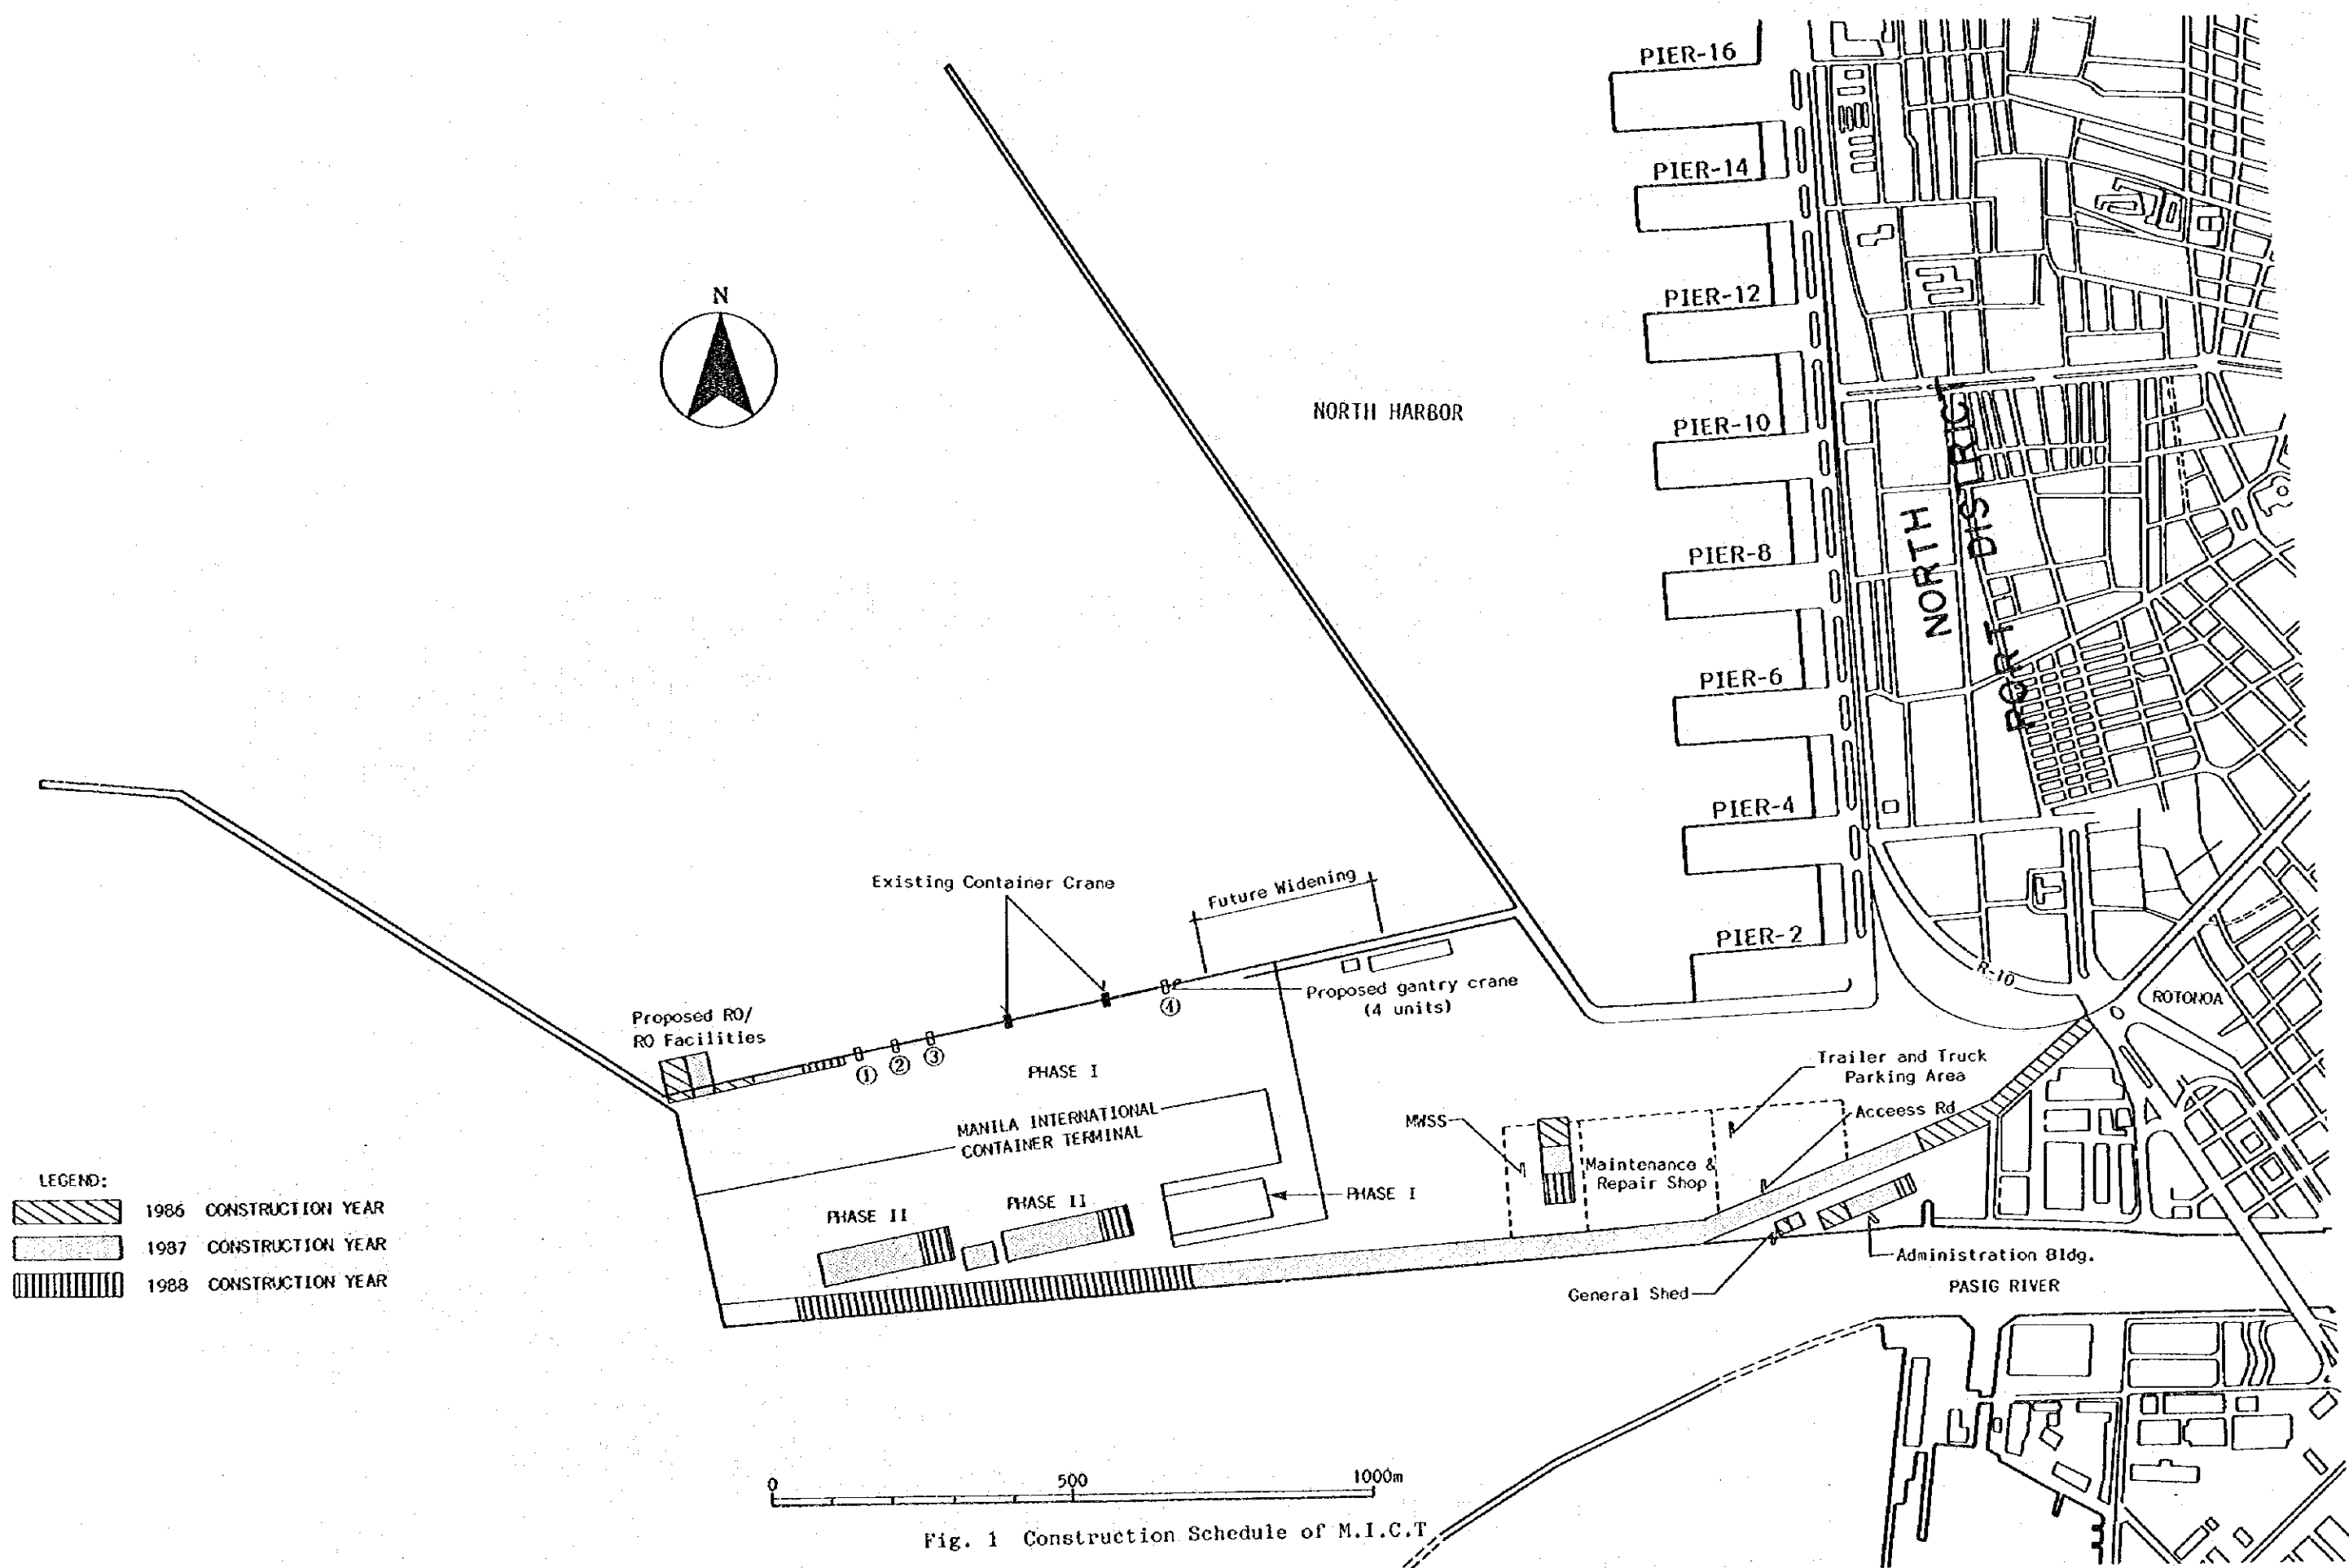 PIER-16
PIER-14
PIER-12
PIER-10
PIER-8
PIER-6
PIER-4
PIER-2
N
NORTH HARBOR
NORTH
PORT DISTRICT
R-10
ROTONOA
Existing Container Crane
Future Widening
Proposed gantry crane
(4 units)
Proposed RO/
RO Facilities
①
②
③
④
PHASE I
MANILA INTERNATIONAL
CONTAINER TERMINAL
PHASE II
PHASE II
PHASE I
MWSS
Maintenance &
Repair Shop
Trailer and Truck
Parking Area
Acceess Rd
Administration Bldg.
General Shed
PASIG RIVER
LEGEND:
1986 CONSTRUCTION YEAR
1987 CONSTRUCTION YEAR
1988 CONSTRUCTION YEAR
0 500 1000m
Fig. 1 Construction Schedule of M.I.C.T